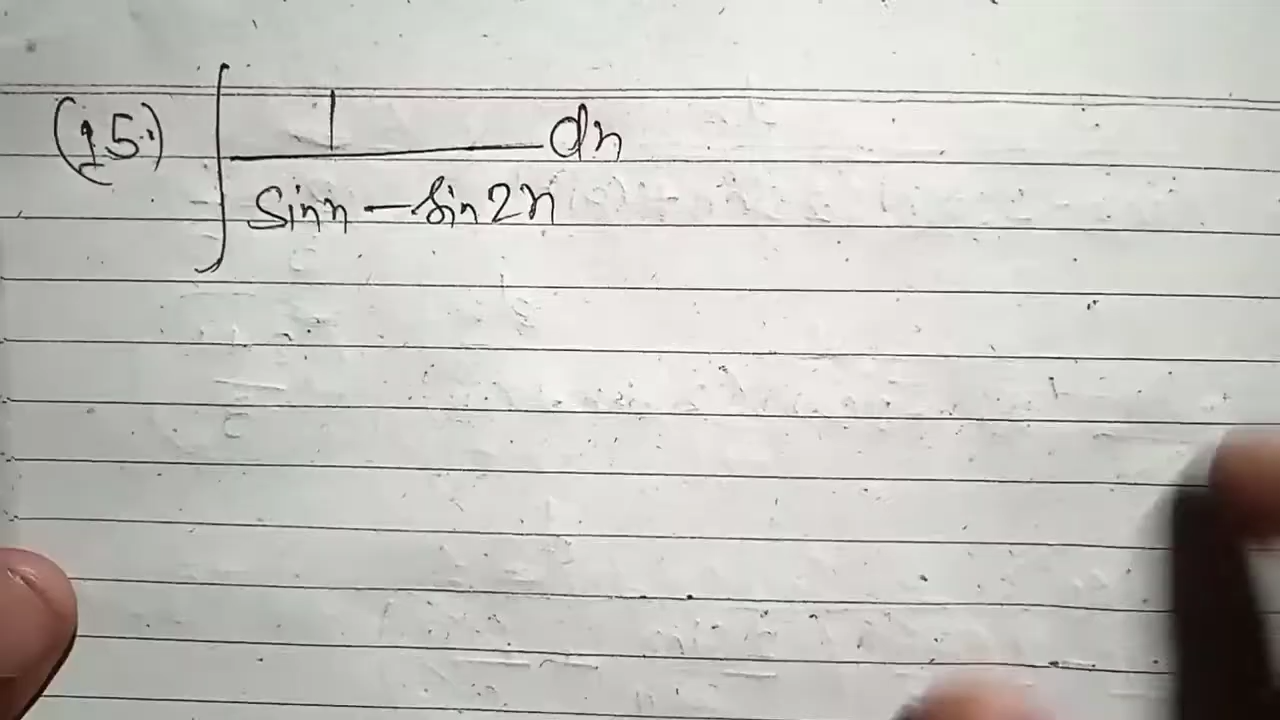 (15.) ∫ 1 / (sinx - sin2x) dx